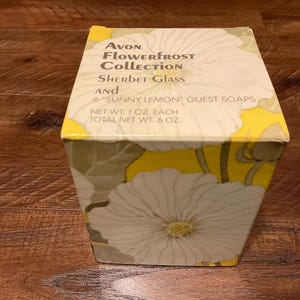 Avon
Flowerfrost
Collection
Sherbet Glass
and
6 "SUNNY LEMON" GUEST SOAPS
NET WT. 1 OZ. EACH
TOTAL NET WT. 6 OZ.